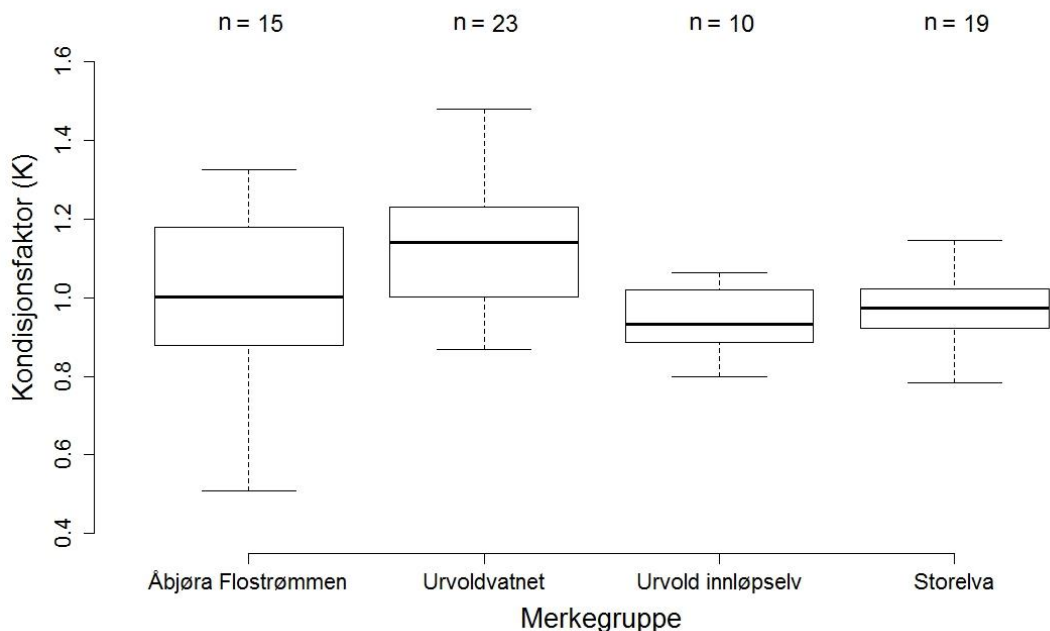 n = 15 n = 23 n = 10 n = 19
Kondisjonsfaktor (K)
1.6
1.4
1.2
1.0
0.8
0.6
0.4
Åbjøra Flostrømmen Urvoldvatnet Urvold innløpselv Storelva
Merkegruppe